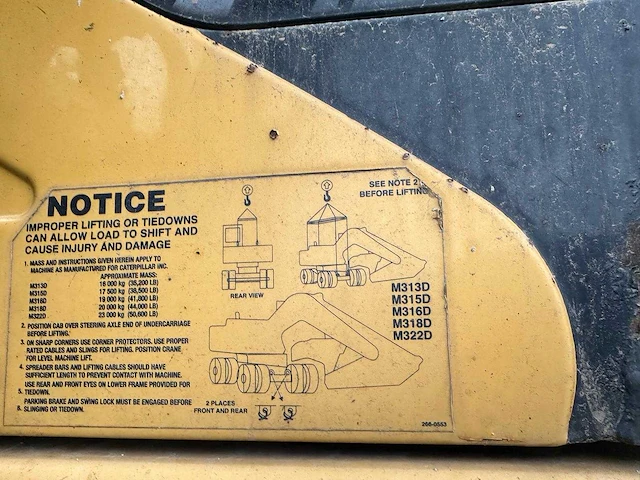 NOTICE
IMPROPER LIFTING OR TIEDOWNS
CAN ALLOW LOAD TO SHIFT AND
CAUSE INJURY AND DAMAGE
1. MASS AND INSTRUCTIONS GIVEN HEREIN APPLY TO
MACHINE AS MANUFACTURED FOR CATERPILLAR INC.
APPROXIMATE MASS:
M313D 16 000 kg (35,200 LB)
M315D 17 500 kg (38,500 LB)
M316D 19 000 kg (41,800 LB)
M318D 20 000 kg (44,000 LB)
M322D 23 000 kg (50,600 LB)
2. POSITION CAB OVER STEERING AXLE END OF UNDERCARRIAGE
BEFORE LIFTING.
3. ON SHARP CORNERS USE CORNER PROTECTORS. USE PROPER
RATED CABLES AND SLINGS FOR LIFTING. POSITION CRANE
FOR LEVEL MACHINE LIFT.
4. SPREADER BARS AND LIFTING CABLES SHOULD HAVE
SUFFICIENT LENGTH TO PREVENT CONTACT WITH MACHINE.
USE REAR AND FRONT EYES ON LOWER FRAME PROVIDED FOR
5. TIEDOWN.
PARKING BRAKE AND SWING LOCK MUST BE ENGAGED BEFORE
6. SLINGING OR TIEDOWN.
SEE NOTE 2
BEFORE LIFTING
REAR VIEW
M313D
M315D
M316D
M318D
M322D
2 PLACES
FRONT AND REAR
266-0553